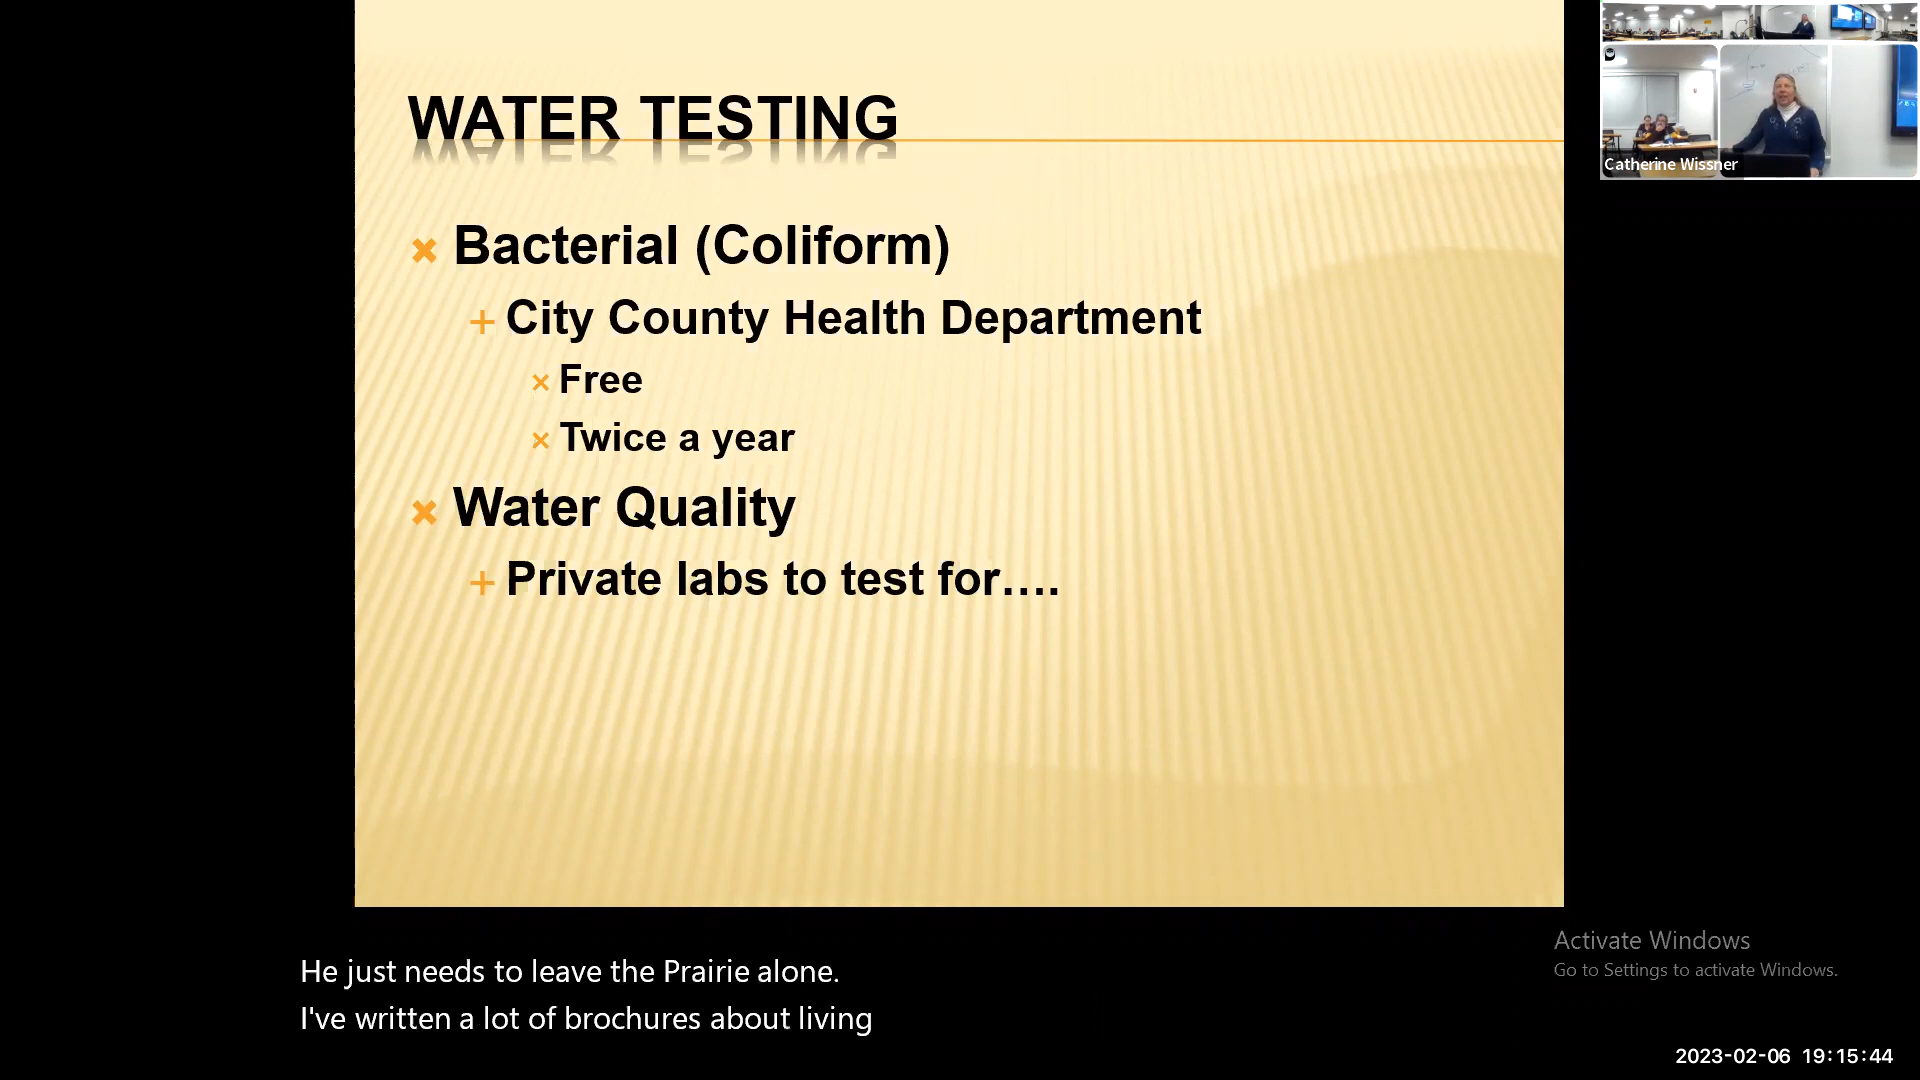 WATER TESTING
Bacterial (Coliform)
City County Health Department
Free
Twice a year
Water Quality
Private labs to test for....
Catherine Wissner
He just needs to leave the Prairie alone.
I've written a lot of brochures about living
Activate Windows
Go to Settings to activate Windows.
2023-02-06 19:15:44